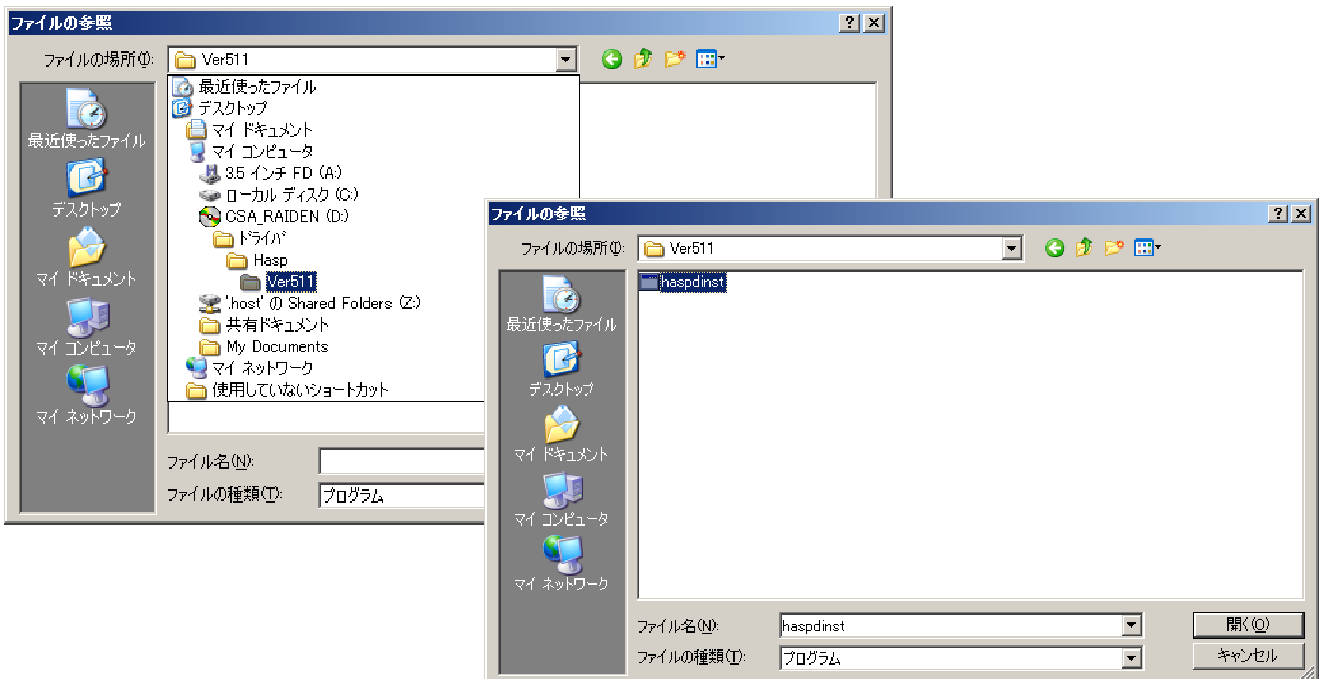 ファイルの参照
ファイルの場所(I):
Ver511
最近使ったファイル
デスクトップ
マイ ドキュメント
マイ コンピュータ
3.5 インチ FD (A:)
ローカル ディスク (C:)
CSA_RAIDEN (D:)
ドライバ
Hasp
Ver511
'.host' の Shared Folders (Z:)
共有ドキュメント
My Documents
マイ ネットワーク
使用していないショートカット
最近使ったファイル
デスクトップ
マイ ドキュメント
マイ コンピュータ
マイ ネットワーク
ファイル名(N):
ファイルの種類(T):
プログラム
ファイルの参照
ファイルの場所(I):
Ver511
haspdinst
最近使ったファイル
デスクトップ
マイ ドキュメント
マイ コンピュータ
マイ ネットワーク
ファイル名(N):
haspdinst
開く(O)
ファイルの種類(T):
プログラム
キャンセル